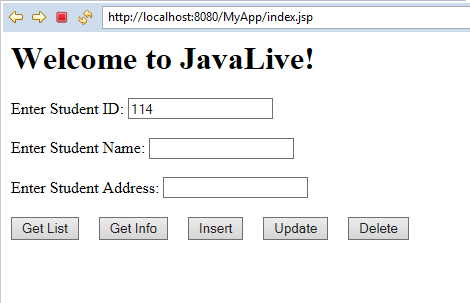 http://localhost:8080/MyApp/index.jsp
Welcome to JavaLive!
Enter Student ID: 114
Enter Student Name:
Enter Student Address:
Get List Get Info Insert Update Delete